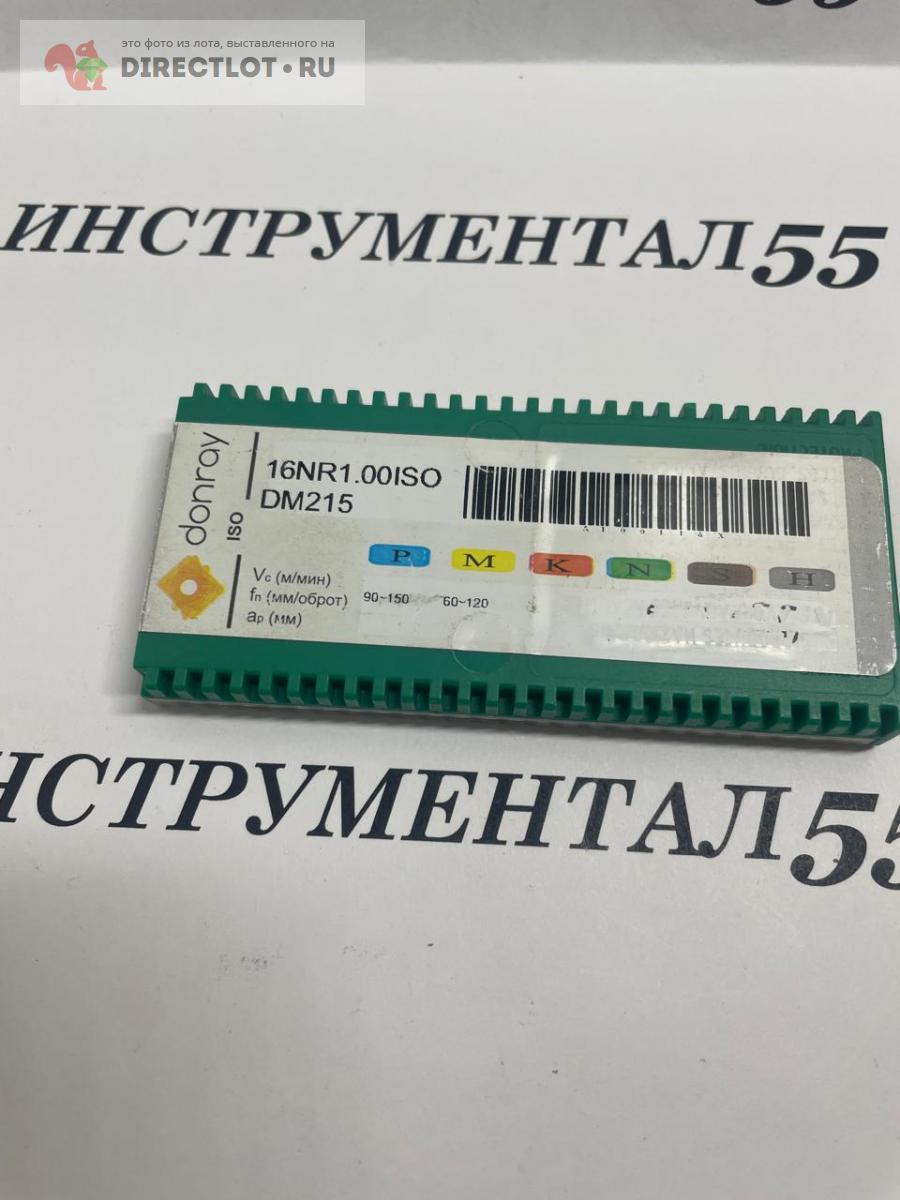 это фото из лота, выставленного на
DIRECTLOT.RU
55
ИНСТРУМЕНТАЛ55
donray
ISO
16NR1.00ISO
DM215
P M K N S H
Vc (м/мин)
fn (мм/оброт) 90~150 60~120
ap (мм)
ИНСТРУМЕНТАЛ55